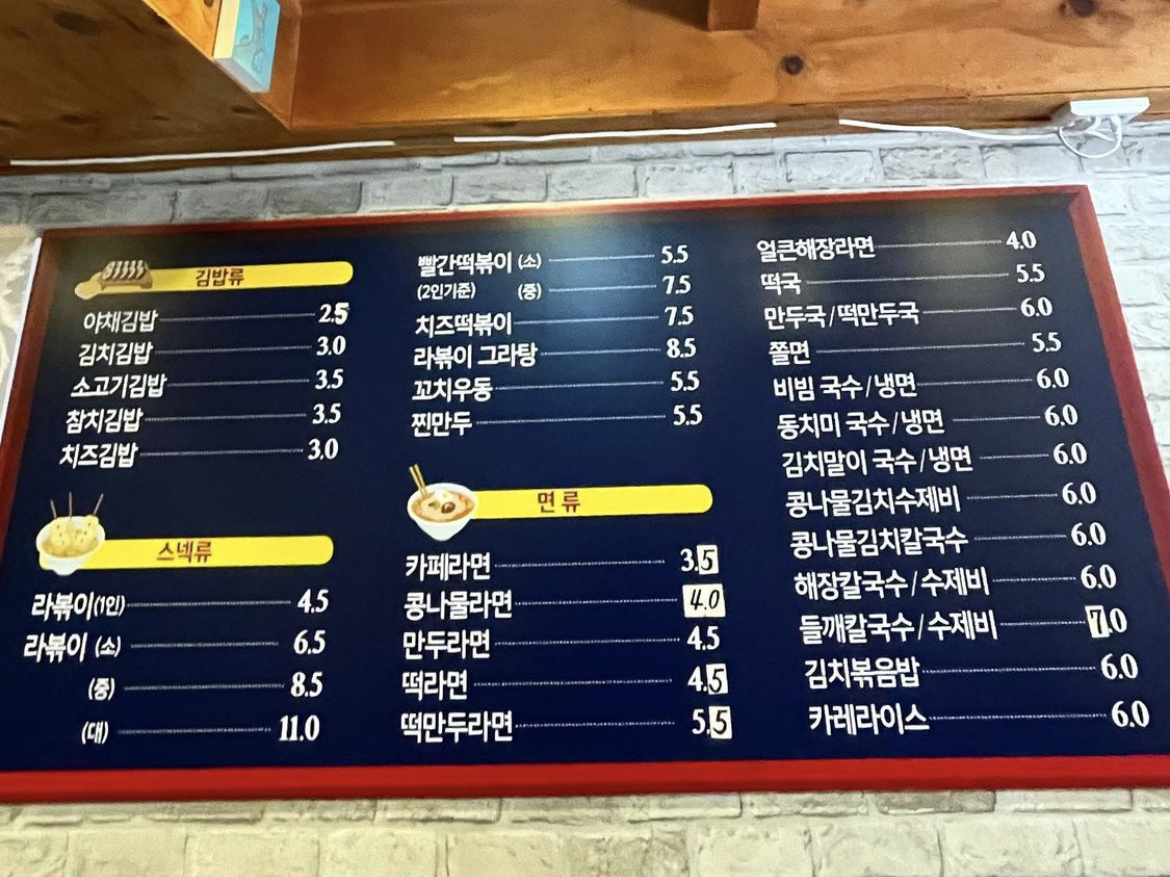 김밥류
야채김밥 2.5
김치김밥 3.0
소고기김밥 3.5
참치김밥 3.5
치즈김밥 3.0
스넥류
라볶이(1인) 4.5
라볶이 (소) 6.5
(중) 8.5
(대) 11.0
빨간떡볶이 (소) 5.5
(2인기준) (중) 7.5
치즈떡볶이 7.5
라볶이 그라탕 8.5
꼬치우동 5.5
찐만두 5.5
면류
카페라면 3.5
콩나물라면 4.0
만두라면 4.5
떡라면 4.5
떡만두라면 5.5
얼큰해장라면 4.0
떡국 5.5
만두국/떡만두국 6.0
쫄면 5.5
비빔 국수/냉면 6.0
동치미 국수/냉면 6.0
김치말이 국수/냉면 6.0
콩나물김치수제비 6.0
콩나물김치칼국수 6.0
해장칼국수/수제비 6.0
들깨칼국수/수제비 7.0
김치볶음밥 6.0
카레라이스 6.0